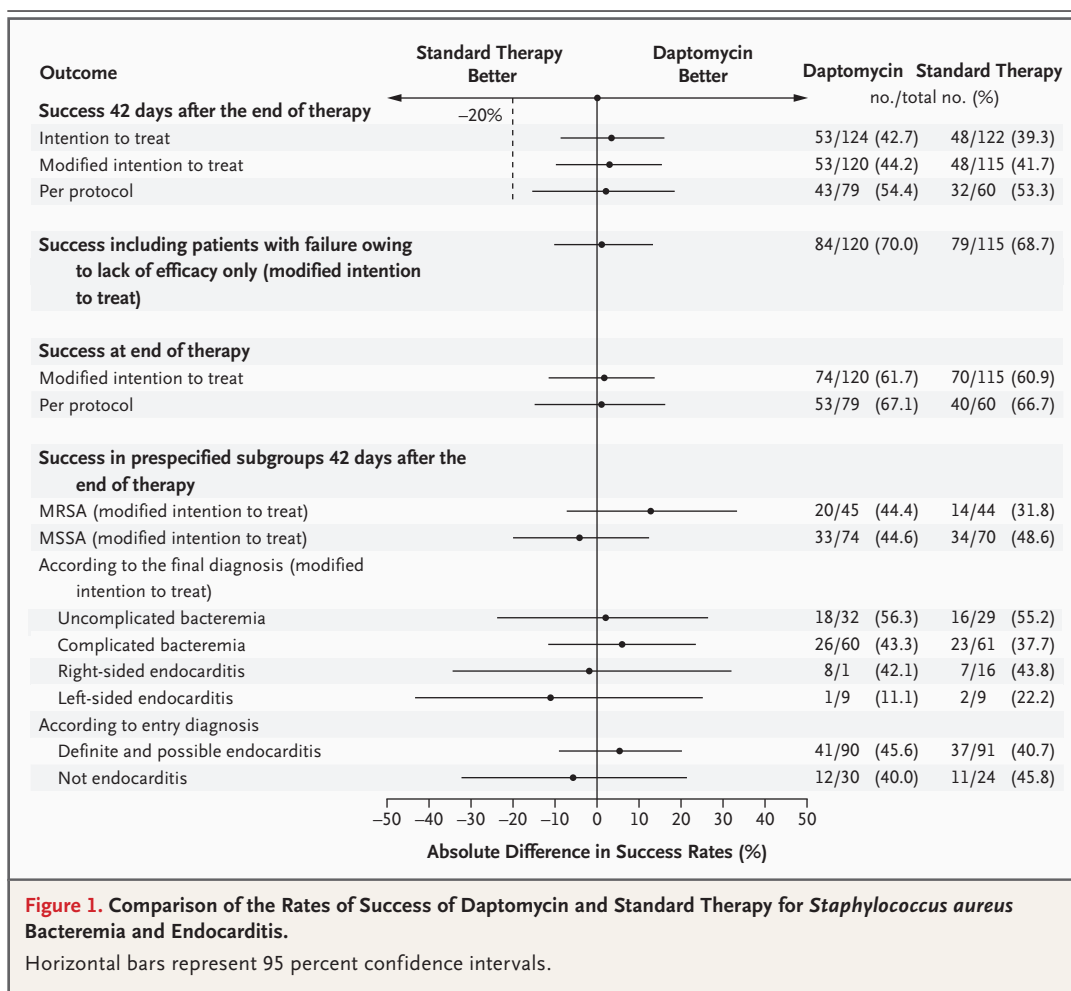 Standard Therapy Better
Daptomycin Better
Outcome
Daptomycin Standard Therapy
no./total no. (%)
Success 42 days after the end of therapy
–20%
Intention to treat 53/124 (42.7) 48/122 (39.3)
Modified intention to treat 53/120 (44.2) 48/115 (41.7)
Per protocol 43/79 (54.4) 32/60 (53.3)
Success including patients with failure owing 84/120 (70.0) 79/115 (68.7)
to lack of efficacy only (modified intention
to treat)
Success at end of therapy
Modified intention to treat 74/120 (61.7) 70/115 (60.9)
Per protocol 53/79 (67.1) 40/60 (66.7)
Success in prespecified subgroups 42 days after the
end of therapy
MRSA (modified intention to treat) 20/45 (44.4) 14/44 (31.8)
MSSA (modified intention to treat) 33/74 (44.6) 34/70 (48.6)
According to the final diagnosis (modified
intention to treat)
Uncomplicated bacteremia 18/32 (56.3) 16/29 (55.2)
Complicated bacteremia 26/60 (43.3) 23/61 (37.7)
Right-sided endocarditis 8/1 (42.1) 7/16 (43.8)
Left-sided endocarditis 1/9 (11.1) 2/9 (22.2)
According to entry diagnosis
Definite and possible endocarditis 41/90 (45.6) 37/91 (40.7)
Not endocarditis 12/30 (40.0) 11/24 (45.8)
–50 –40 –30 –20 –10 0 10 20 30 40 50
Absolute Difference in Success Rates (%)
Figure 1. Comparison of the Rates of Success of Daptomycin and Standard Therapy for Staphylococcus aureus
Bacteremia and Endocarditis.
Horizontal bars represent 95 percent confidence intervals.